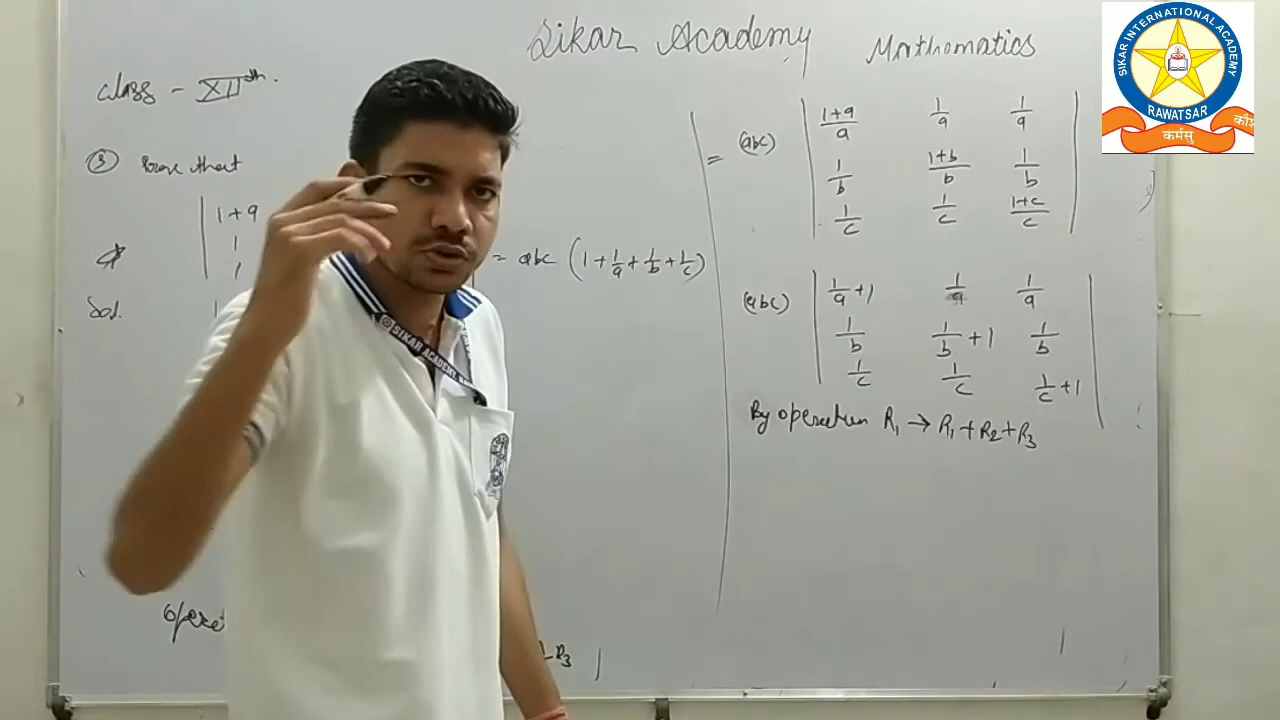 Sikar Academy Mathematics
Class - XIIth.
③ Prove that
| 1+a
1
1
= abc (1 + 1/a + 1/b + 1/c)
Sol.
Operat
1 R3 |
= (abc) | (1+a)/a 1/a 1/a |
1/b (1+b)/b 1/b
1/c 1/c (1+c)/c
(abc) | 1/a + 1 1/a 1/a |
1/b 1/b + 1 1/b
1/c 1/c 1/c + 1
By operation R1 → R1 + R2 + R3
SIKAR INTERNATIONAL ACADEMY
RAWATSAR
कर्मसु
कौश
SIKAR ACADEMY